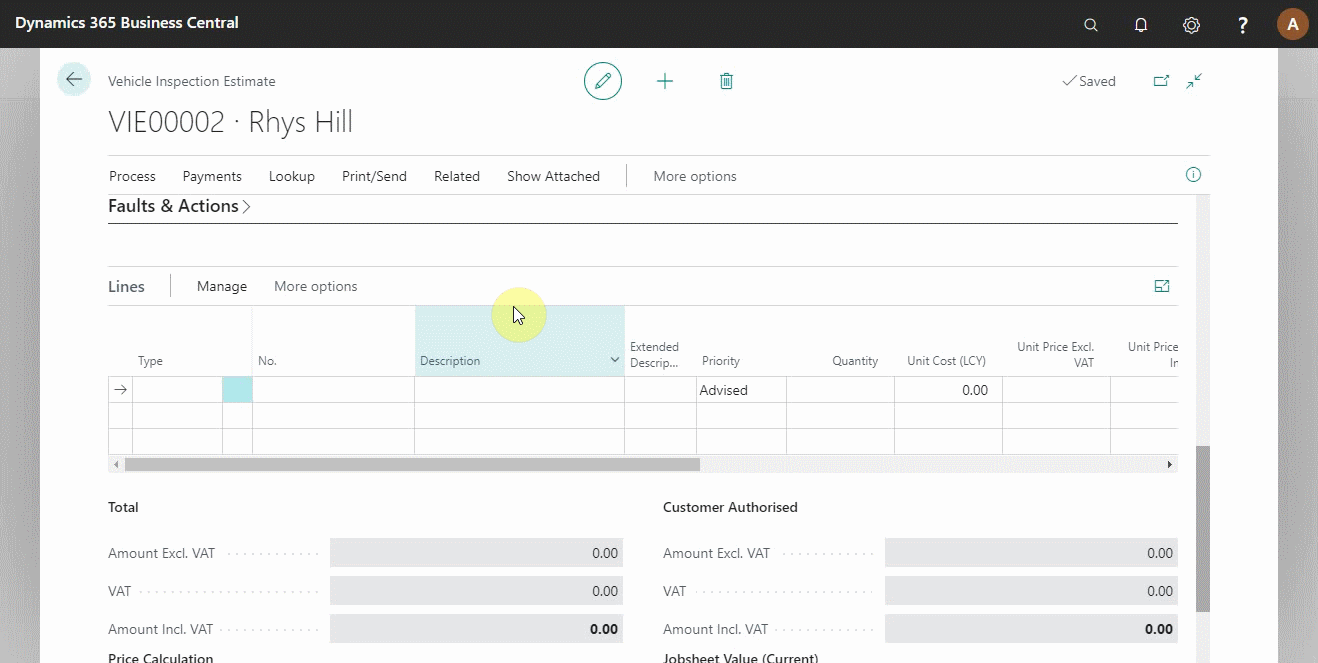 Dynamics 365 Business Central
?
A
Vehicle Inspection Estimate
Saved
VIE00002 · Rhys Hill
Process Payments Lookup Print/Send Related Show Attached More options
Faults & Actions
Lines Manage More options
Type No. Description Extended Descrip... Priority Quantity Unit Cost (LCY) Unit Price Excl. VAT Unit Price In
Advised 0.00
Total Customer Authorised
Amount Excl. VAT 0.00 Amount Excl. VAT 0.00
VAT 0.00 VAT 0.00
Amount Incl. VAT 0.00 Amount Incl. VAT 0.00
Price Calculation Jobsheet Value (Current)